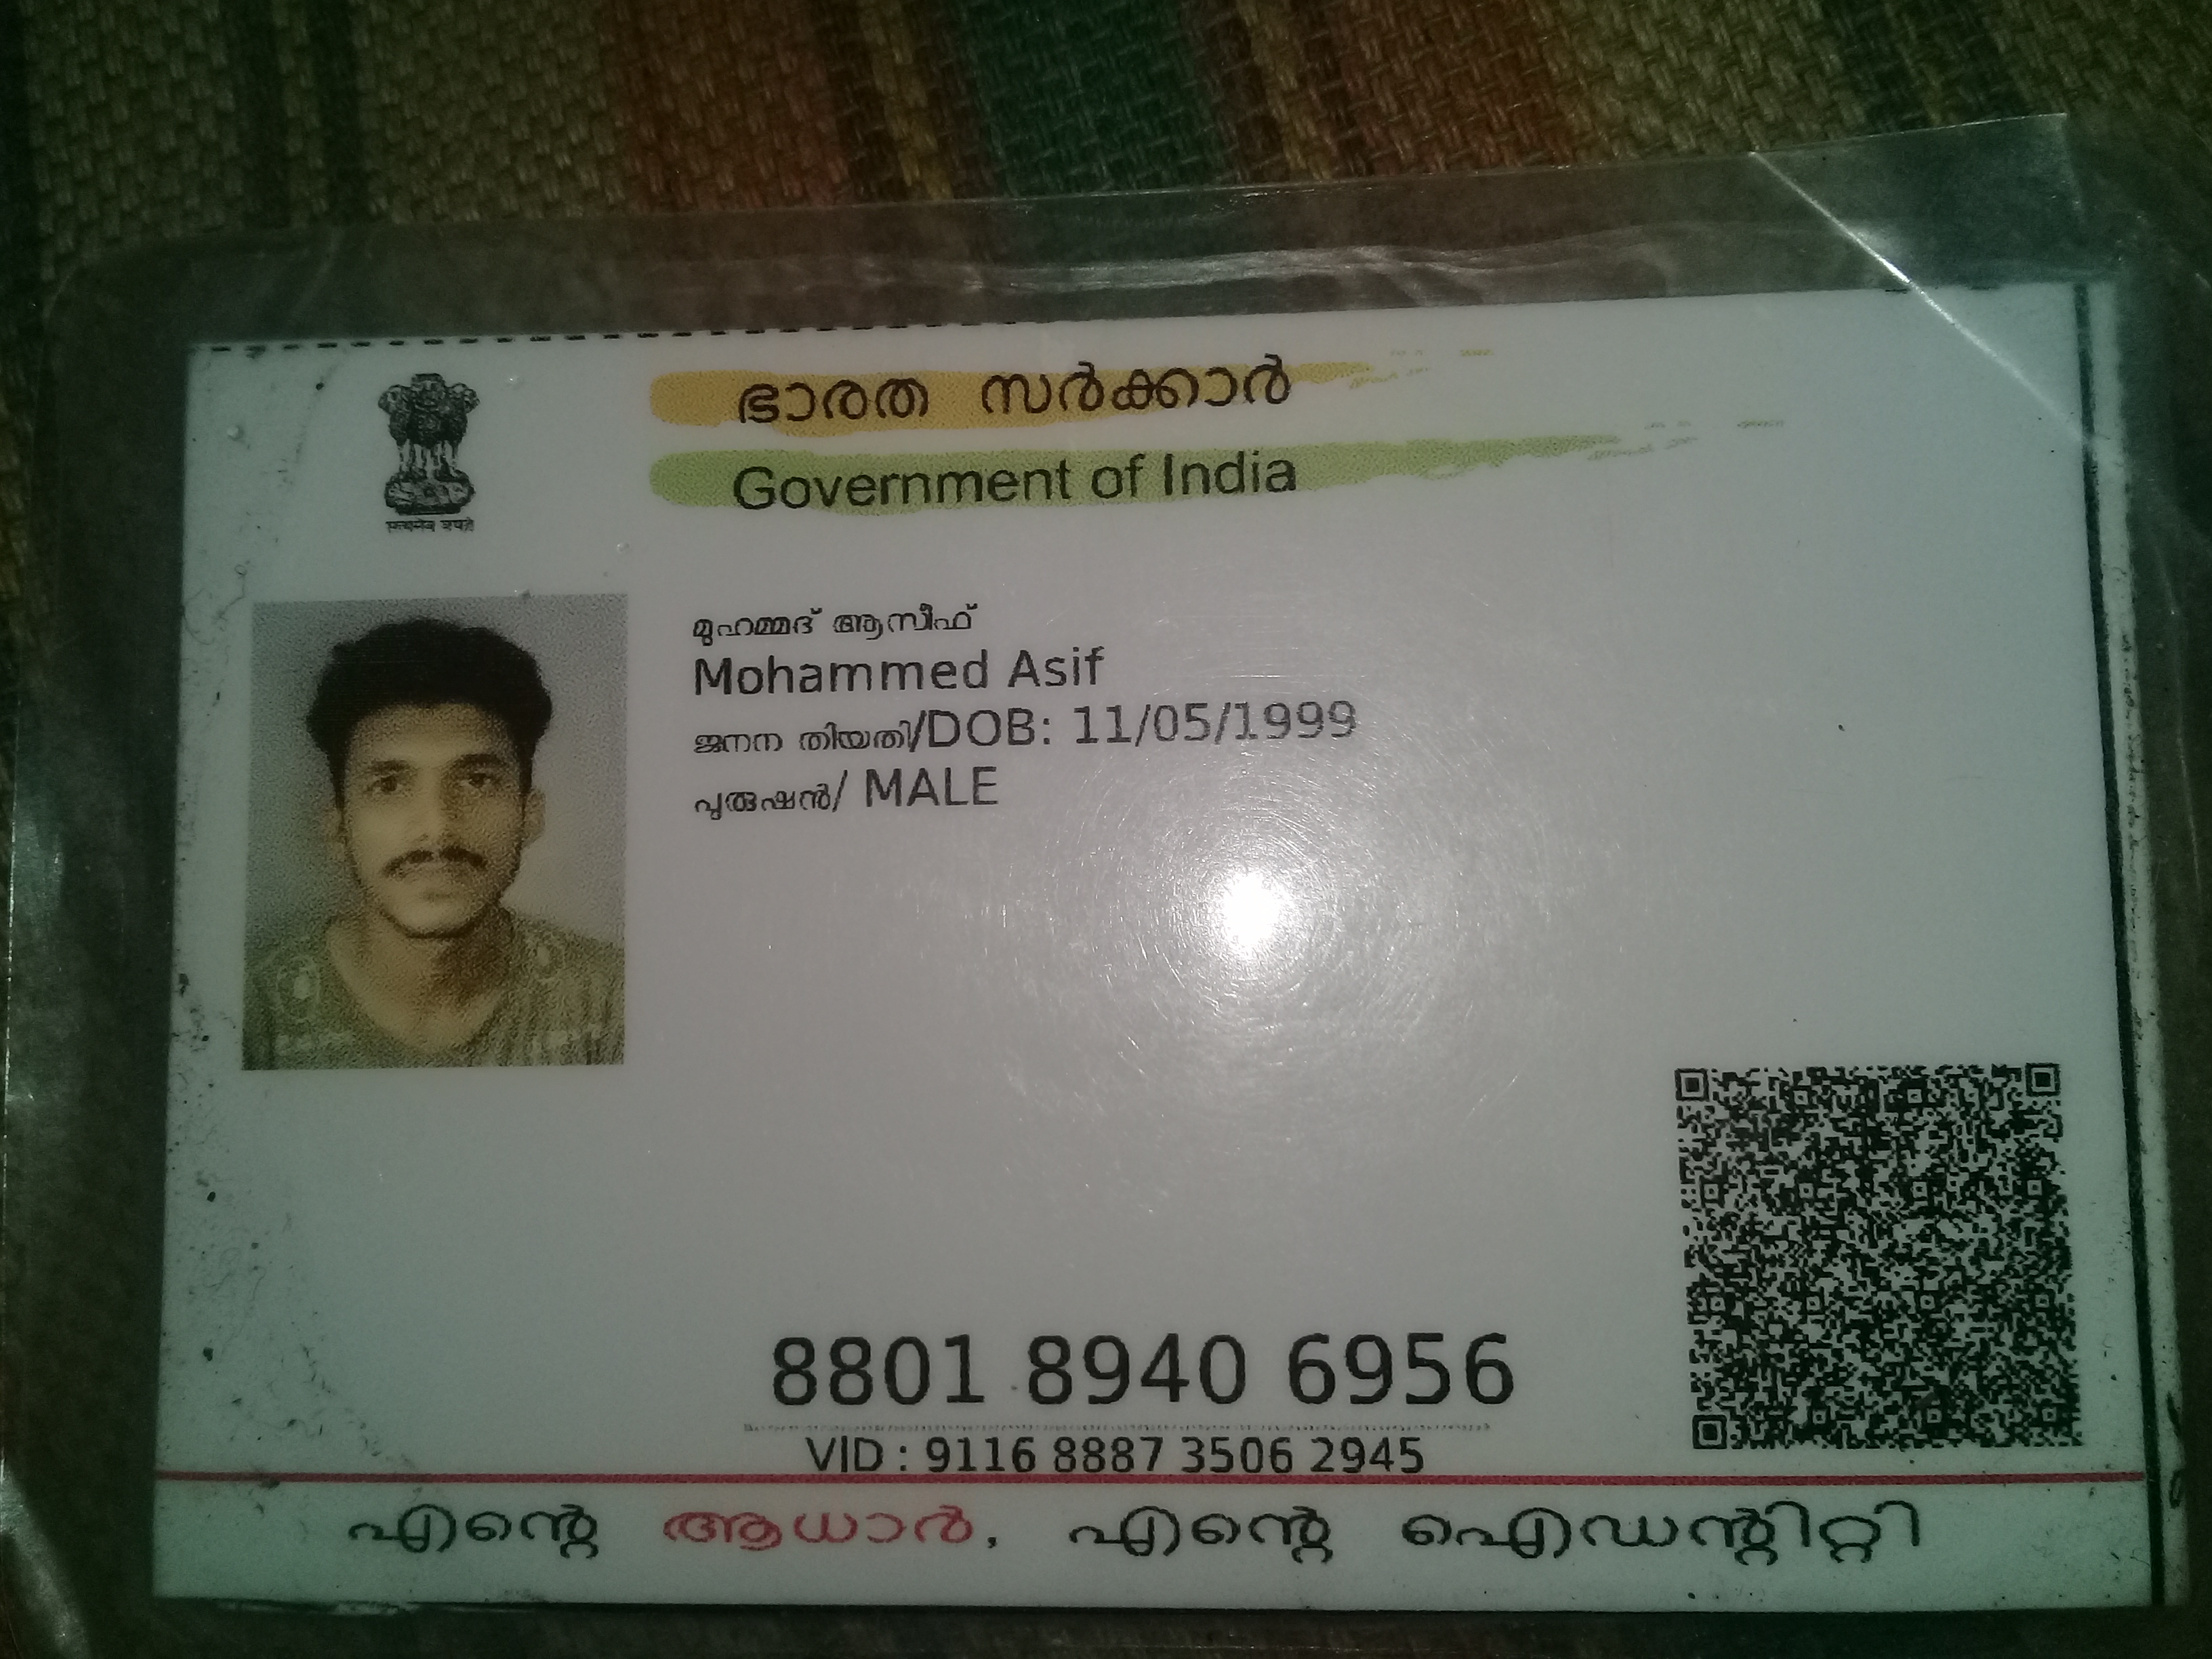 सत्यमेव जयते
ഭാരത സർക്കാർ
Government of India
മുഹമ്മദ് ആസീഫ്
Mohammed Asif
ജനന തിയതി/DOB: 11/05/1999
പുരുഷൻ/ MALE
8801 8940 6956
VID : 9116 8887 3506 2945
എന്റെ ആധാർ, എന്റെ ഐഡന്റിറ്റി